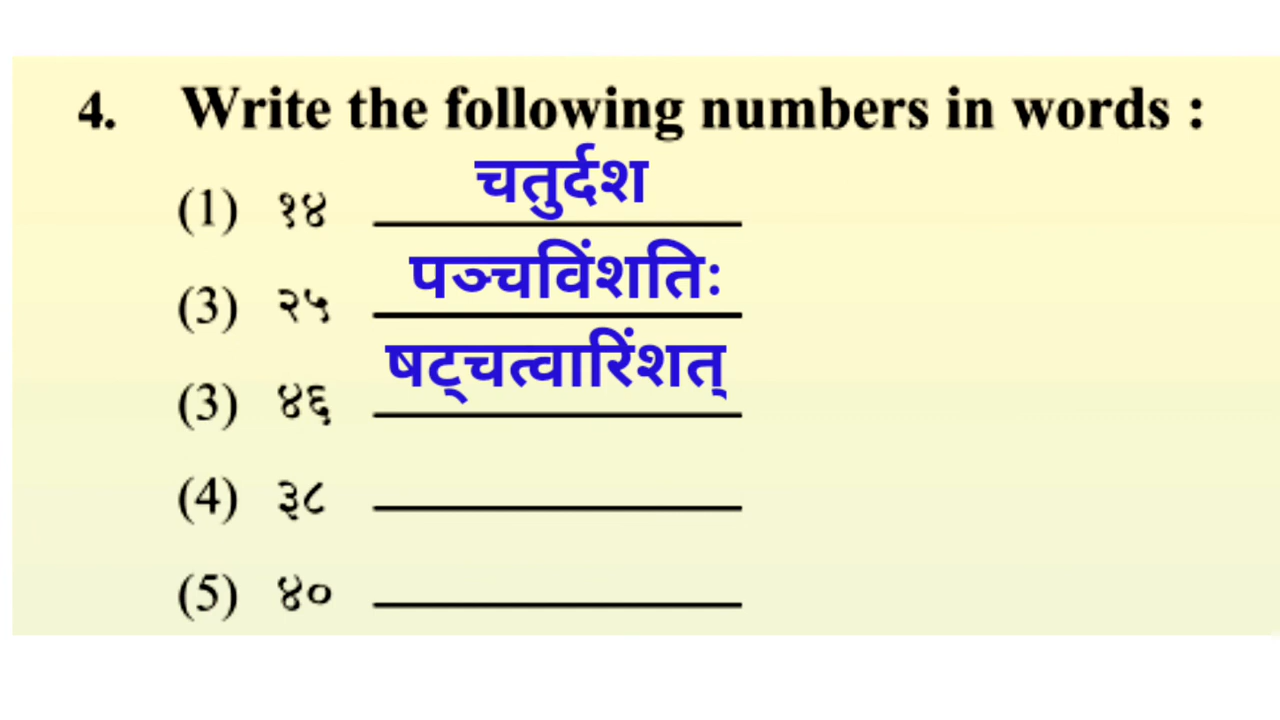 4. Write the following numbers in words :
(1) १४ चतुर्दश
(3) २५ पञ्चविंशतिः
(3) ४६ षट्चत्वारिंशत्
(4) ३८
(5) ४०